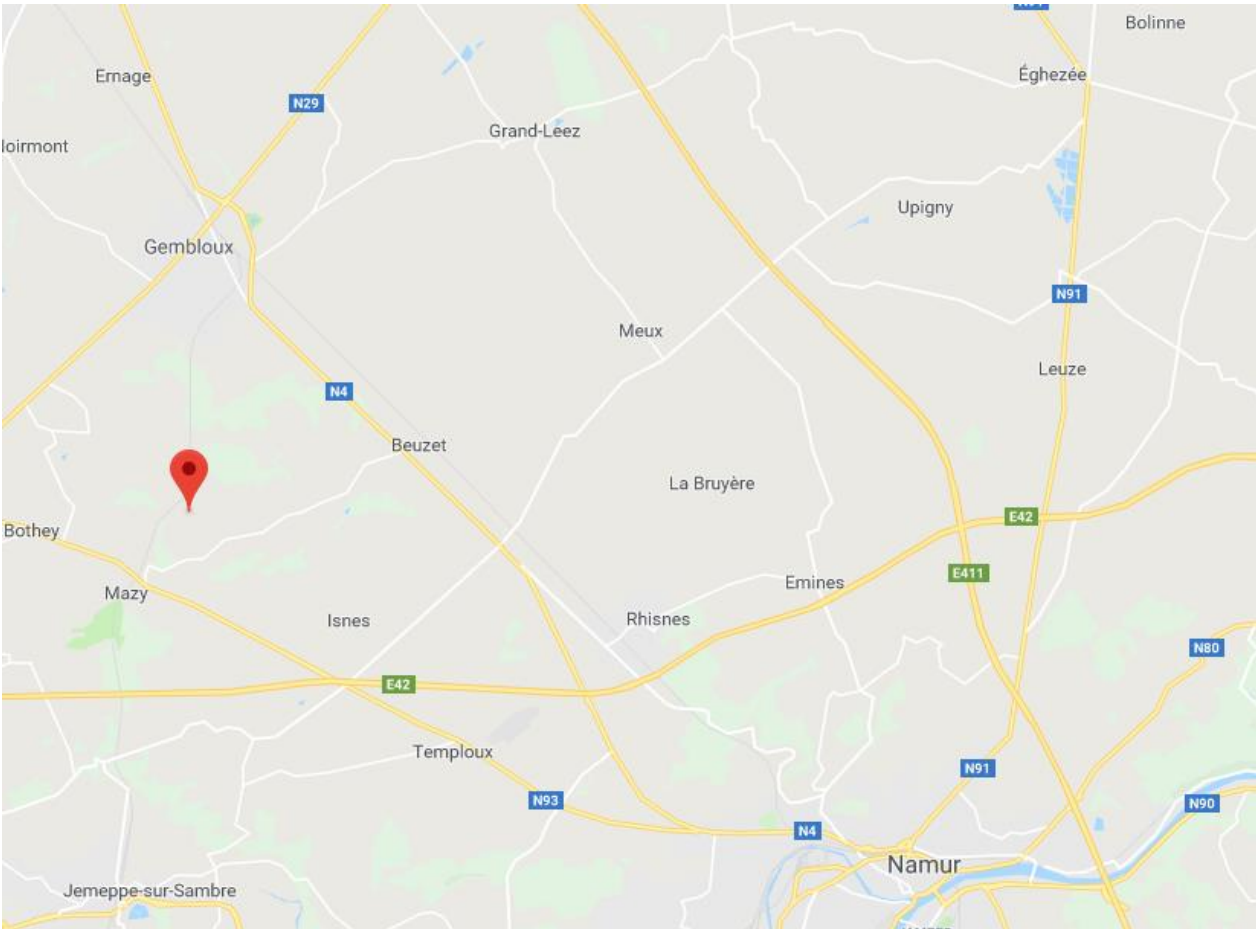 Bolinne
Ernage
Éghezée
N29
Grand-Leez
Upigny
Gembloux
N91
Meux
Leuze
N4
Beuzet
La Bruyère
E42
Bothey
E411
Emines
Mazy
Isnes
Rhisnes
N80
E42
Temploux
N91
N93
N90
N4
Namur
Jemeppe-sur-Sambre